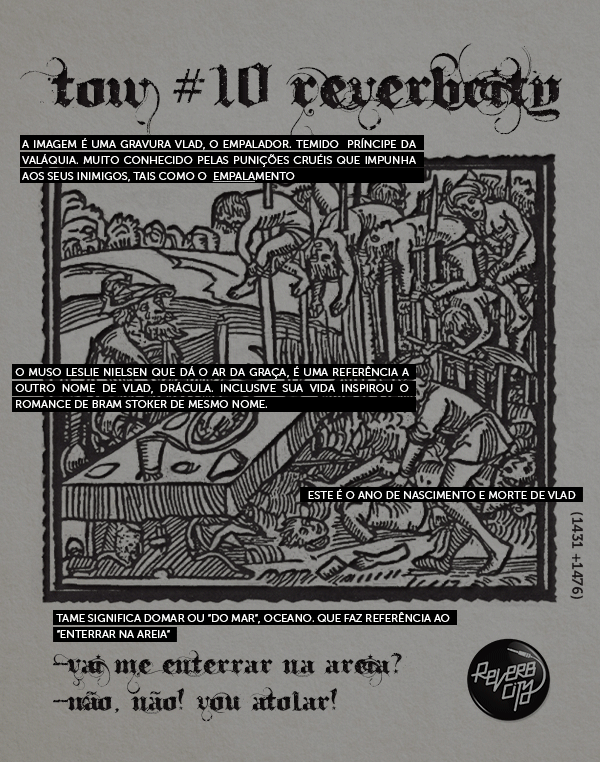 tow #10 reverbcity
A IMAGEM É UMA GRAVURA VLAD, O EMPALADOR. TEMIDO PRÍNCIPE DA
VALÁQUIA. MUITO CONHECIDO PELAS PUNIÇÕES CRUÉIS QUE IMPUNHA
AOS SEUS INIMIGOS, TAIS COMO O EMPALAMENTO
O MUSO LESLIE NIELSEN QUE DÁ O AR DA GRAÇA, É UMA REFERÊNCIA A
OUTRO NOME DE VLAD, DRÁCULA. INCLUSIVE SUA VIDA INSPIROU O
ROMANCE DE BRAM STOKER DE MESMO NOME.
ESTE É O ANO DE NASCIMENTO E MORTE DE VLAD
(1431 +1476)
TAME SIGNIFICA DOMAR OU "DO MAR", OCEANO. QUE FAZ REFERÊNCIA AO
"ENTERRAR NA AREIA"
-vai me enterrar na areia?
-não, não! vou atolar!
REVERB
CITY